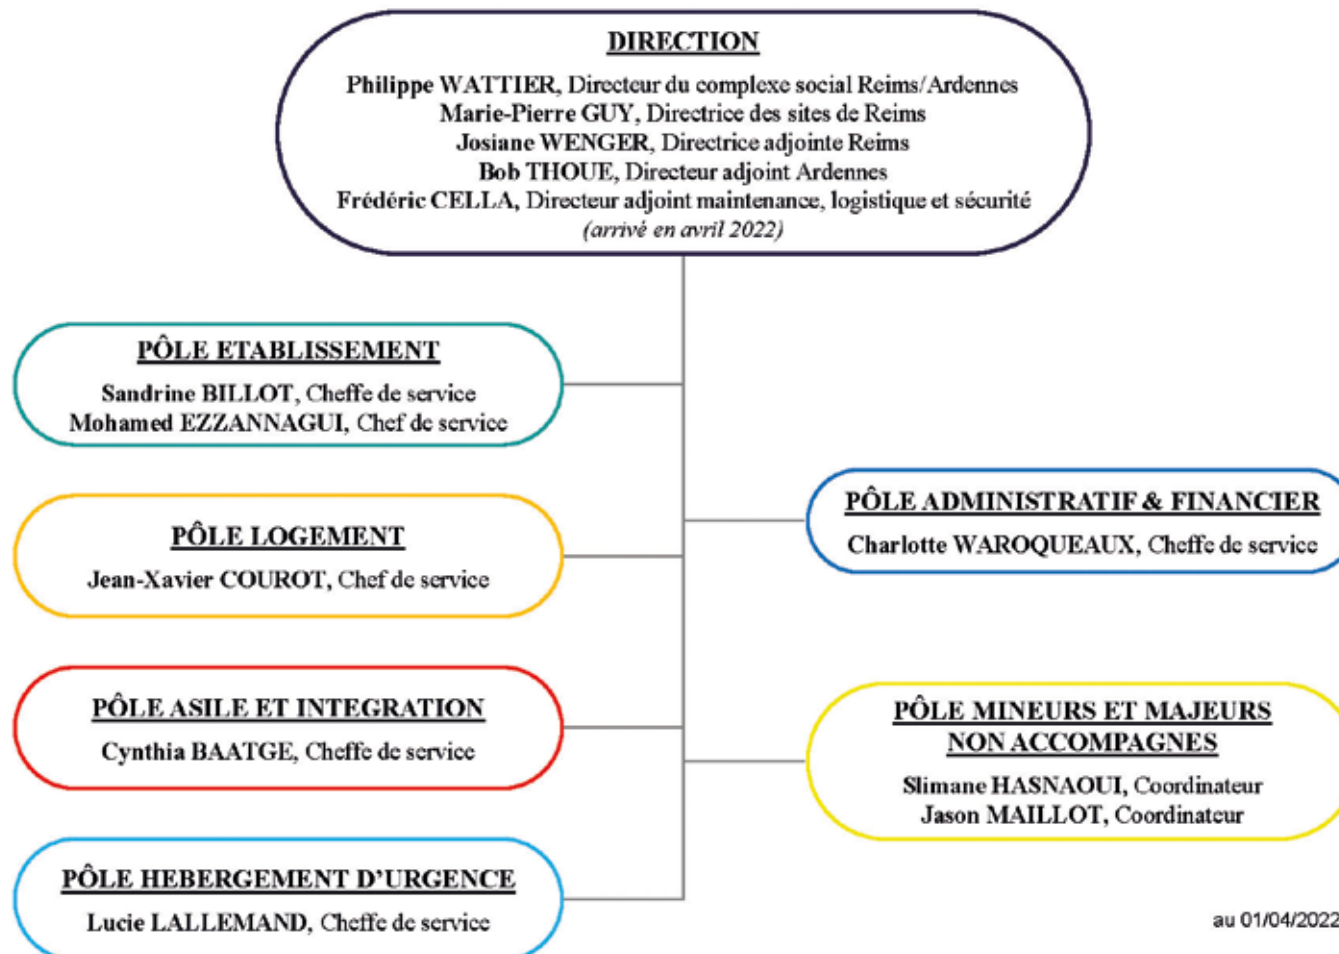 DIRECTION
Philippe WATTIER, Directeur du complexe social Reims/Ardennes
Marie-Pierre GUY, Directrice des sites de Reims
Josiane WENGER, Directrice adjointe Reims
Bob THOUE, Directeur adjoint Ardennes
Frédéric CELLA, Directeur adjoint maintenance, logistique et sécurité
(arrivé en avril 2022)
PÔLE ETABLISSEMENT
Sandrine BILLOT, Cheffe de service
Mohamed EZZANNAGUI, Chef de service
PÔLE LOGEMENT
Jean-Xavier COUROT, Chef de service
PÔLE ASILE ET INTEGRATION
Cynthia BAATGE, Cheffe de service
PÔLE HEBERGEMENT D'URGENCE
Lucie LALLEMAND, Cheffe de service
PÔLE ADMINISTRATIF & FINANCIER
Charlotte WAROQUEAUX, Cheffe de service
PÔLE MINEURS ET MAJEURS
NON ACCOMPAGNES
Slimane HASNAOUI, Coordinateur
Jason MAILLOT, Coordinateur
au 01/04/2022